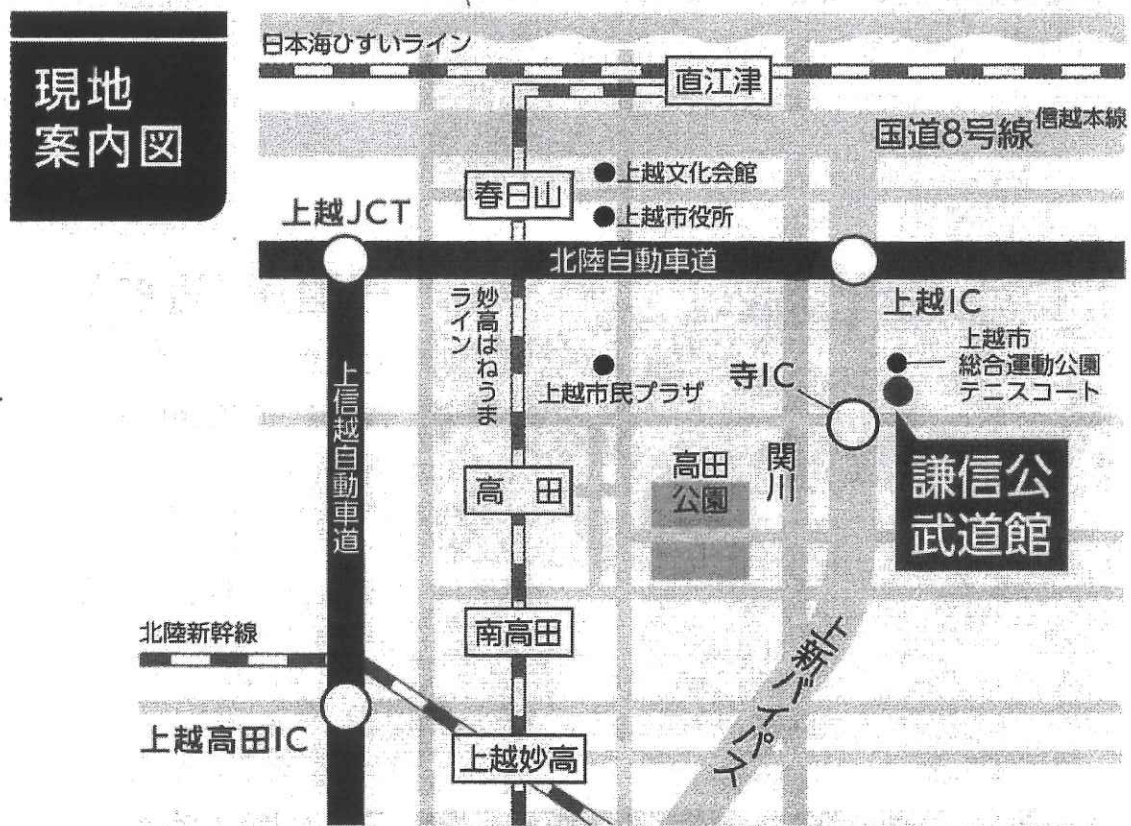 現地
案内図
日本海ひすいライン
直江津
国道8号線
信越本線
春日山
上越文化会館
上越市役所
上越JCT
北陸自動車道
上越IC
妙高はねうま
ライン
上越市
総合運動公園
テニスコート
上越市民プラザ
寺IC
上信越自動車道
高田
公園
関川
高 田
謙信公
武道館
南高田
北陸新幹線
上新バイパス
上越高田IC
上越妙高